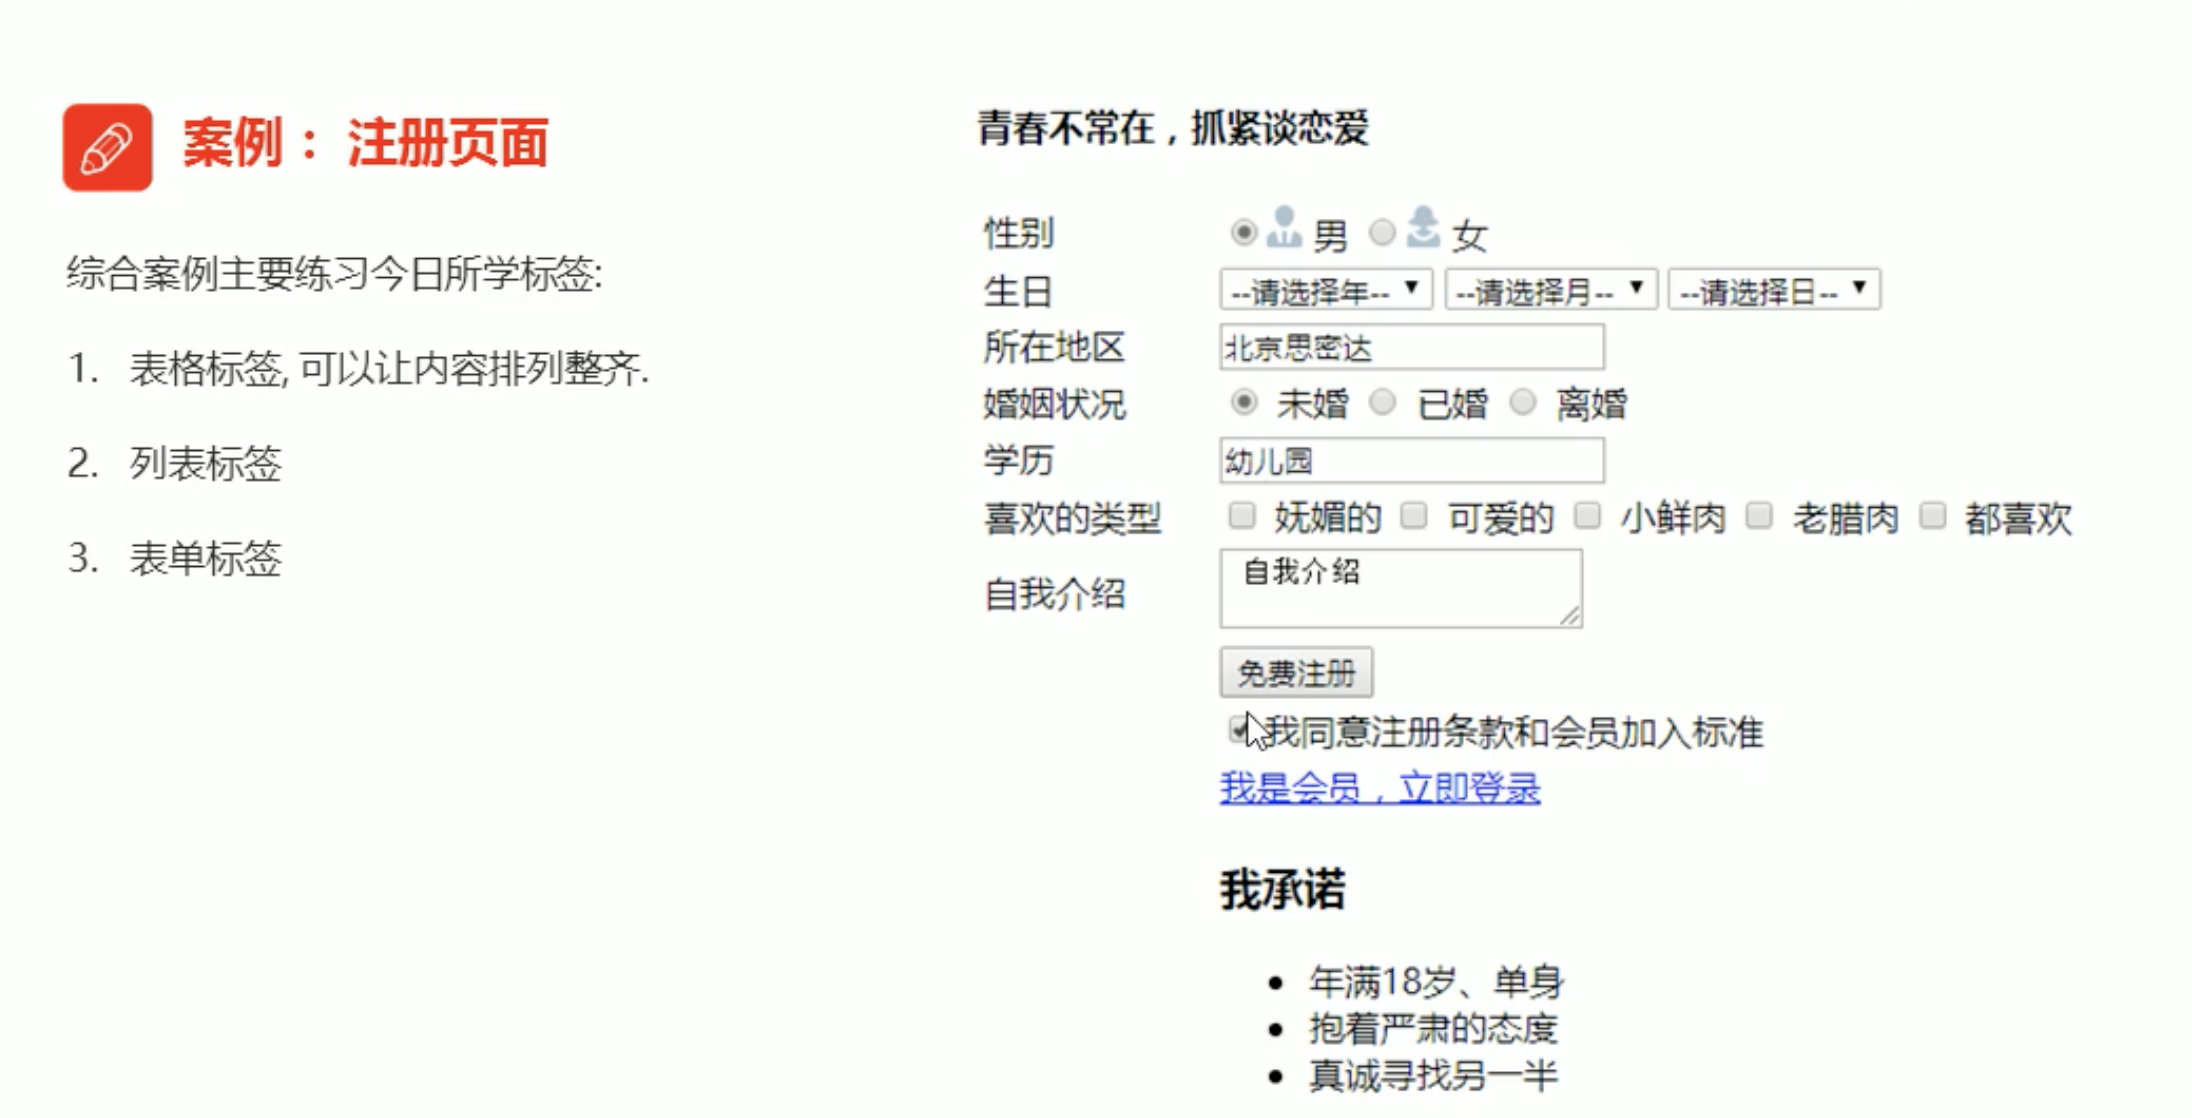 案例： 注册页面
综合案例主要练习今日所学标签:
1. 表格标签, 可以让内容排列整齐.
2. 列表标签
3. 表单标签
青春不常在，抓紧谈恋爱
性别 男 女
生日 --请选择年-- --请选择月-- --请选择日--
所在地区 北京思密达
婚姻状况 未婚 已婚 离婚
学历 幼儿园
喜欢的类型 妩媚的 可爱的 小鲜肉 老腊肉 都喜欢
自我介绍 自我介绍
免费注册
我同意注册条款和会员加入标准
我是会员，立即登录
我承诺
年满18岁、单身
抱着严肃的态度
真诚寻找另一半